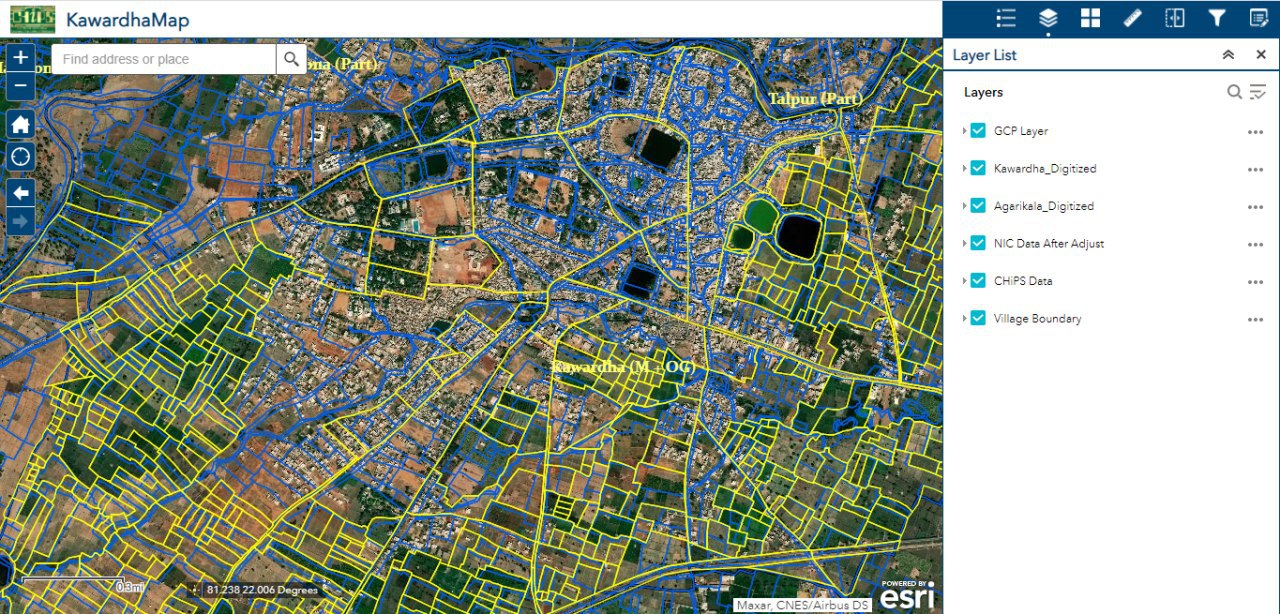 CHiPS
KawardhaMap
Find address or place
(Part)
Talpur (Part)
Kawardha (M + OG)
0.3mi
81.238 22.006 Degrees
POWERED BY
esri
Maxar, CNES/Airbus DS
Layer List
Layers
GCP Layer
Kawardha_Digitized
Agarikala_Digitized
NIC Data After Adjust
CHiPS Data
Village Boundary